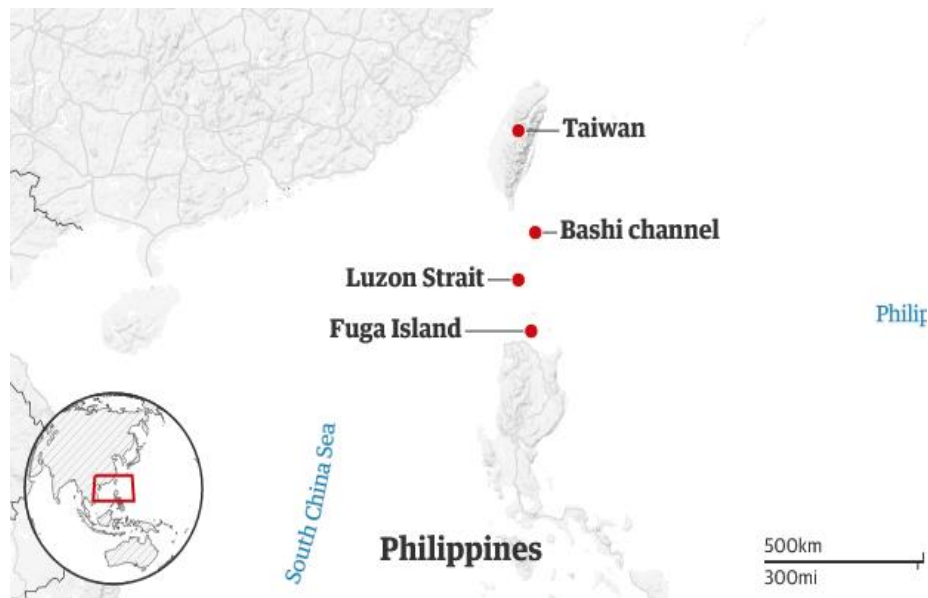 Taiwan
Bashi channel
Luzon Strait
Fuga Island
Philip
South China Sea
Philippines
500km
300mi